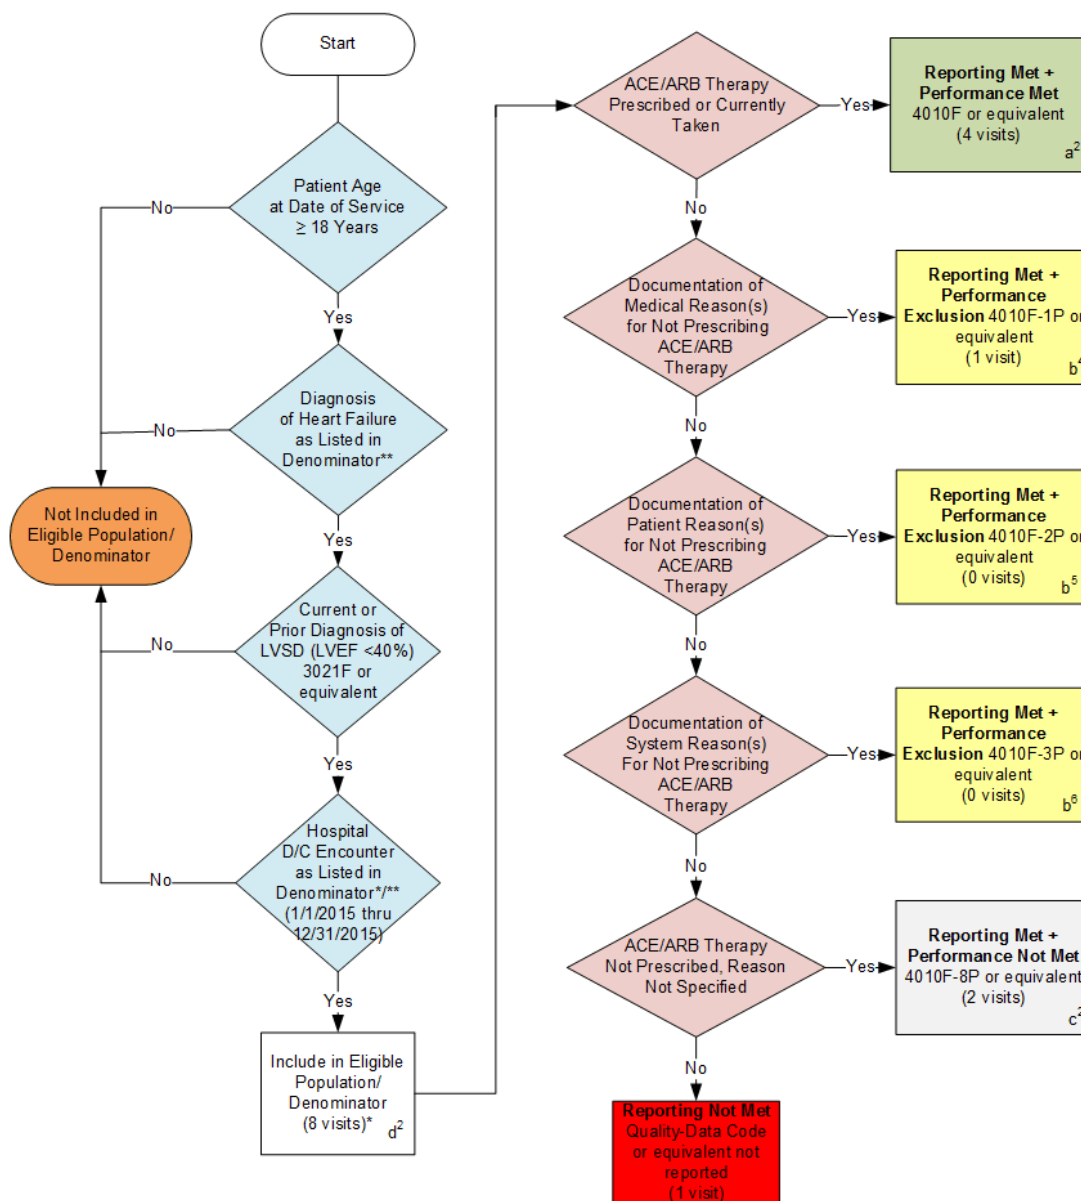 Start
Patient Age
at Date of Service
≥ 18 Years
No
Yes
Diagnosis
of Heart Failure
as Listed in
Denominator**
No
Yes
Not Included in
Eligible Population/
Denominator
Current or
Prior Diagnosis of
LVSD (LVEF <40%)
3021F or
equivalent
No
Yes
Hospital
D/C Encounter
as Listed in
Denominator*/**
(1/1/2015 thru
12/31/2015)
No
Yes
Include in Eligible
Population/
Denominator
(8 visits)*
d²
ACE/ARB Therapy
Prescribed or Currently
Taken
Yes
Reporting Met +
Performance Met
4010F or equivalent
(4 visits)
a²
No
Documentation of
Medical Reason(s)
for Not Prescribing
ACE/ARB
Therapy
Yes
Reporting Met +
Performance
Exclusion 4010F-1P or
equivalent
(1 visit)
b⁴
No
Documentation of
Patient Reason(s)
for Not Prescribing
ACE/ARB
Therapy
Yes
Reporting Met +
Performance
Exclusion 4010F-2P or
equivalent
(0 visits)
b⁵
No
Documentation of
System Reason(s)
For Not Prescribing
ACE/ARB
Therapy
Yes
Reporting Met +
Performance
Exclusion 4010F-3P or
equivalent
(0 visits)
b⁶
No
ACE/ARB Therapy
Not Prescribed, Reason
Not Specified
Yes
Reporting Met +
Performance Not Met
4010F-8P or equivalent
(2 visits)
c²
No
Reporting Not Met
Quality-Data Code
or equivalent not
reported
(1 visit)